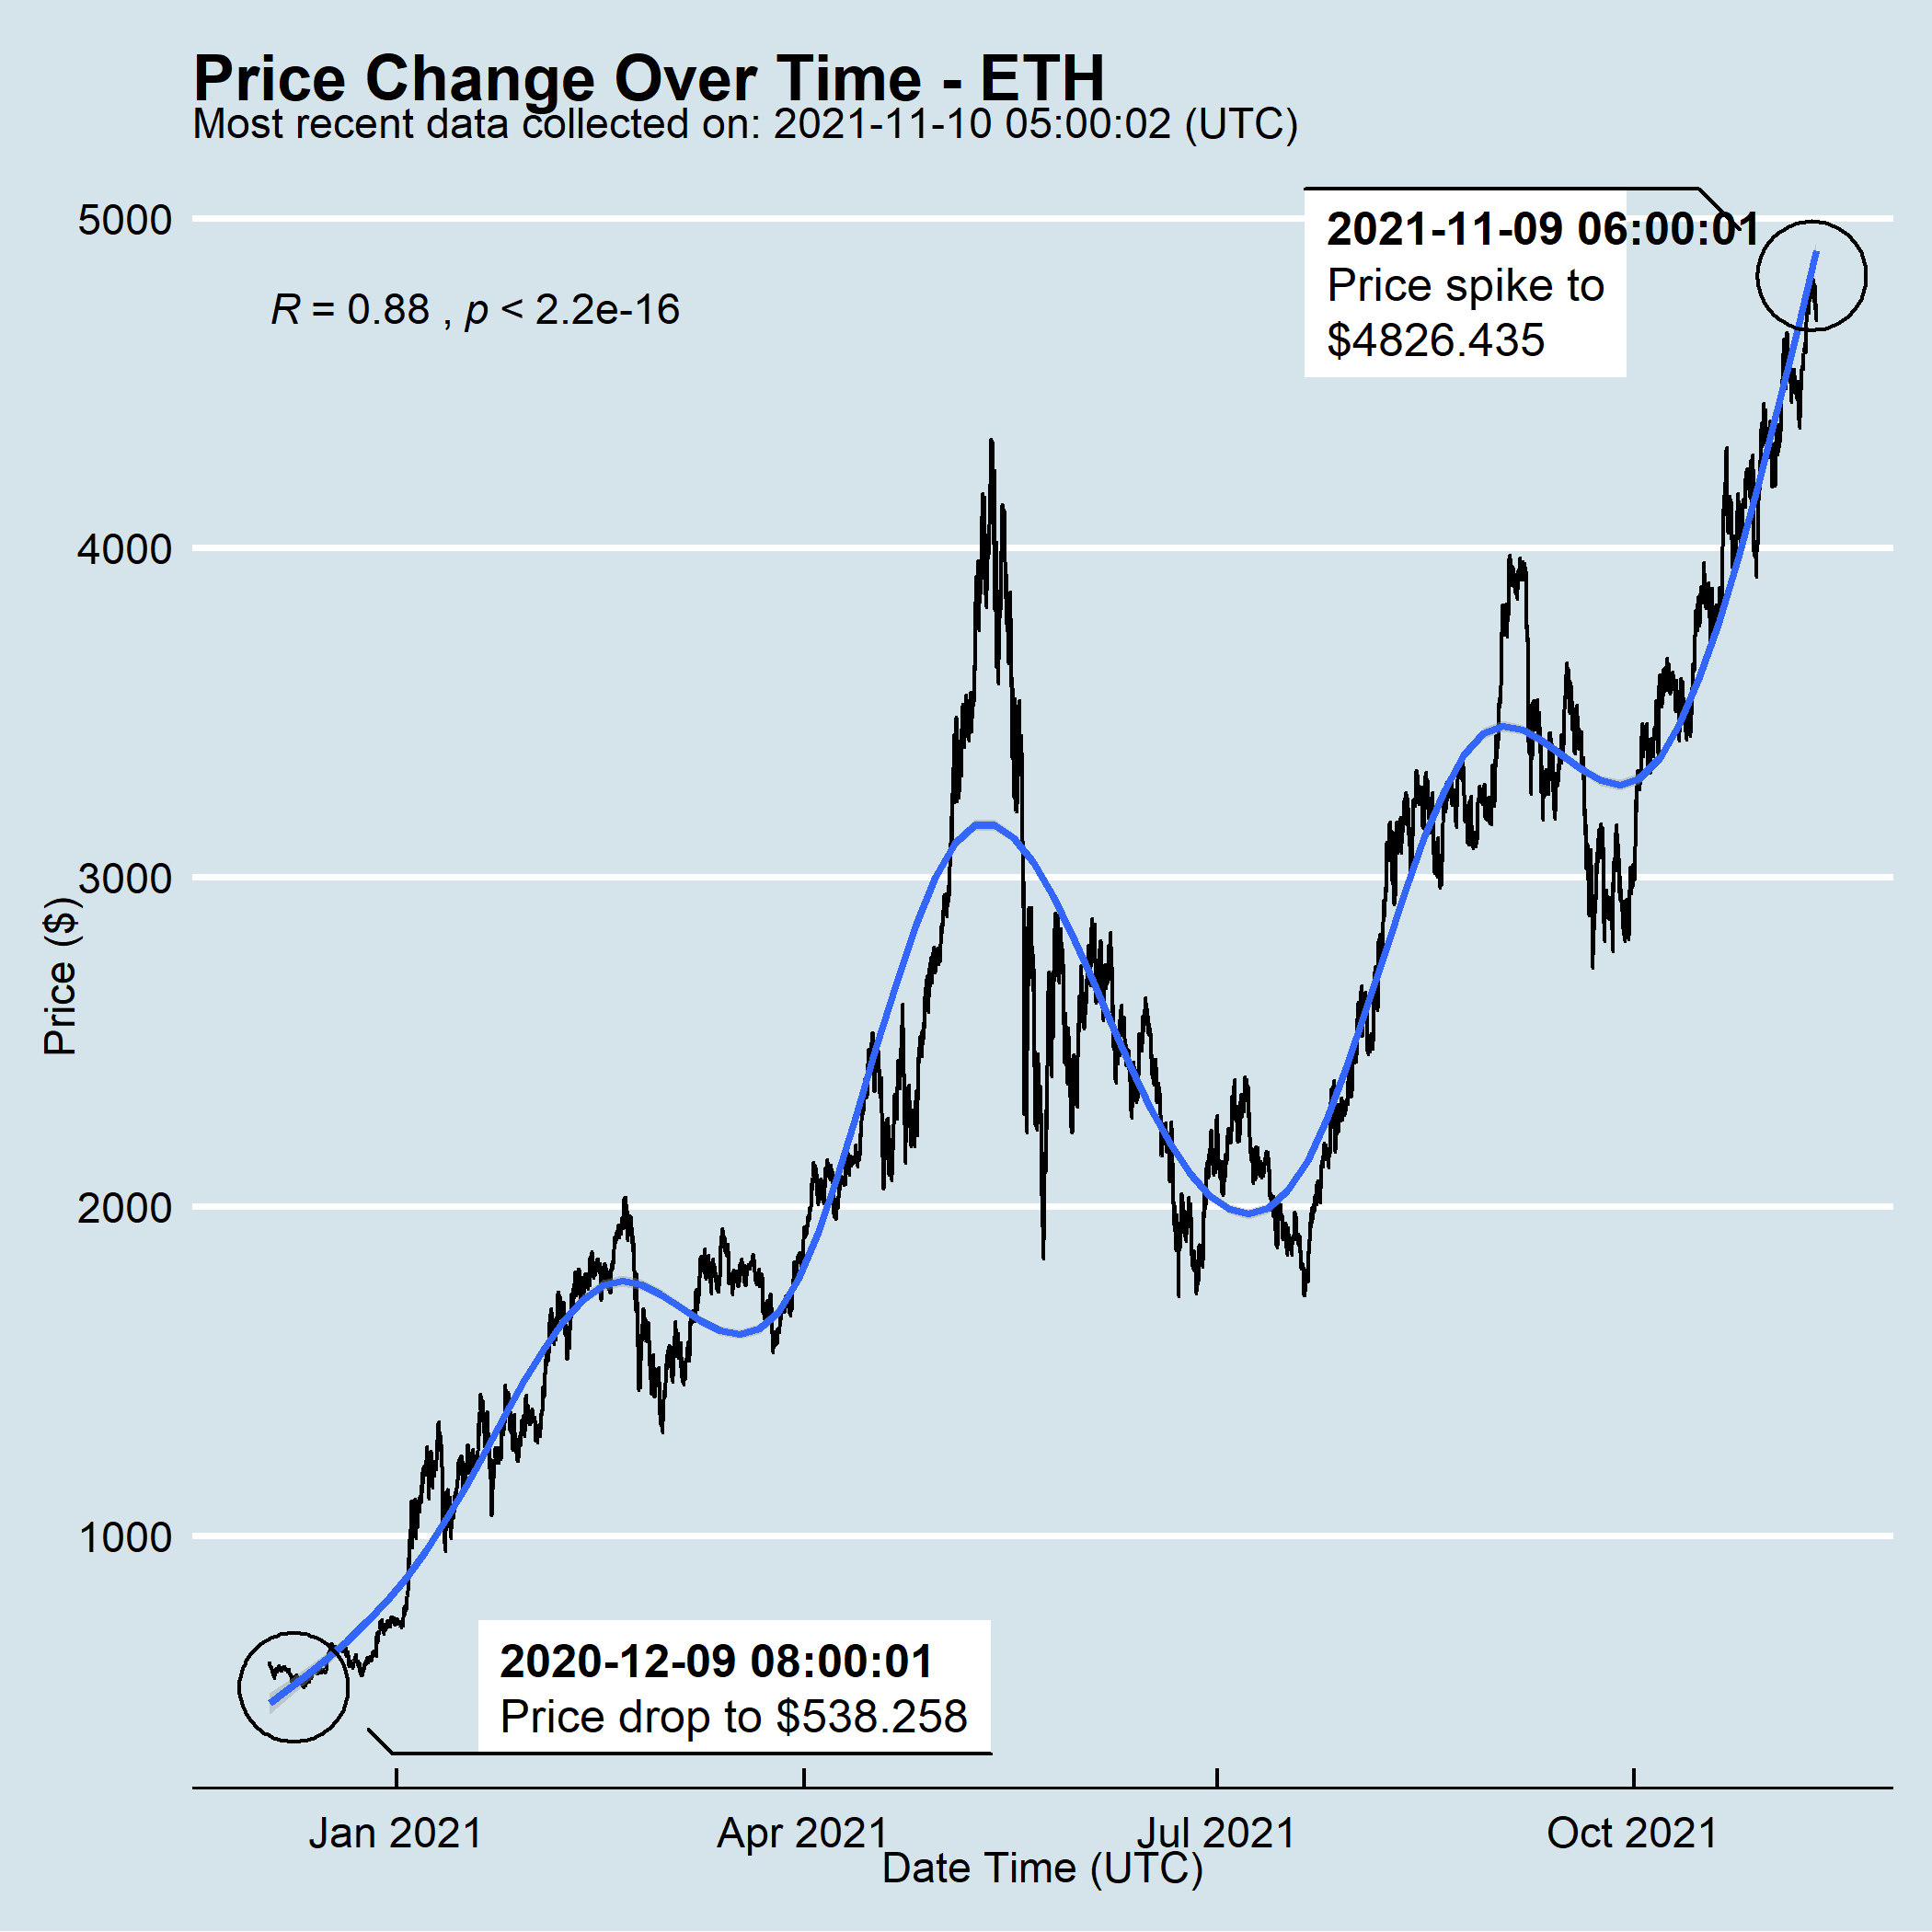 Price Change Over Time - ETH
Most recent data collected on: 2021-11-10 05:00:02 (UTC)
5000
4000
3000
2000
1000
Price ($)
R = 0.88 , p < 2.2e-16
2021-11-09 06:00:01
Price spike to
$4826.435
2020-12-09 08:00:01
Price drop to $538.258
Jan 2021
Apr 2021
Jul 2021
Oct 2021
Date Time (UTC)